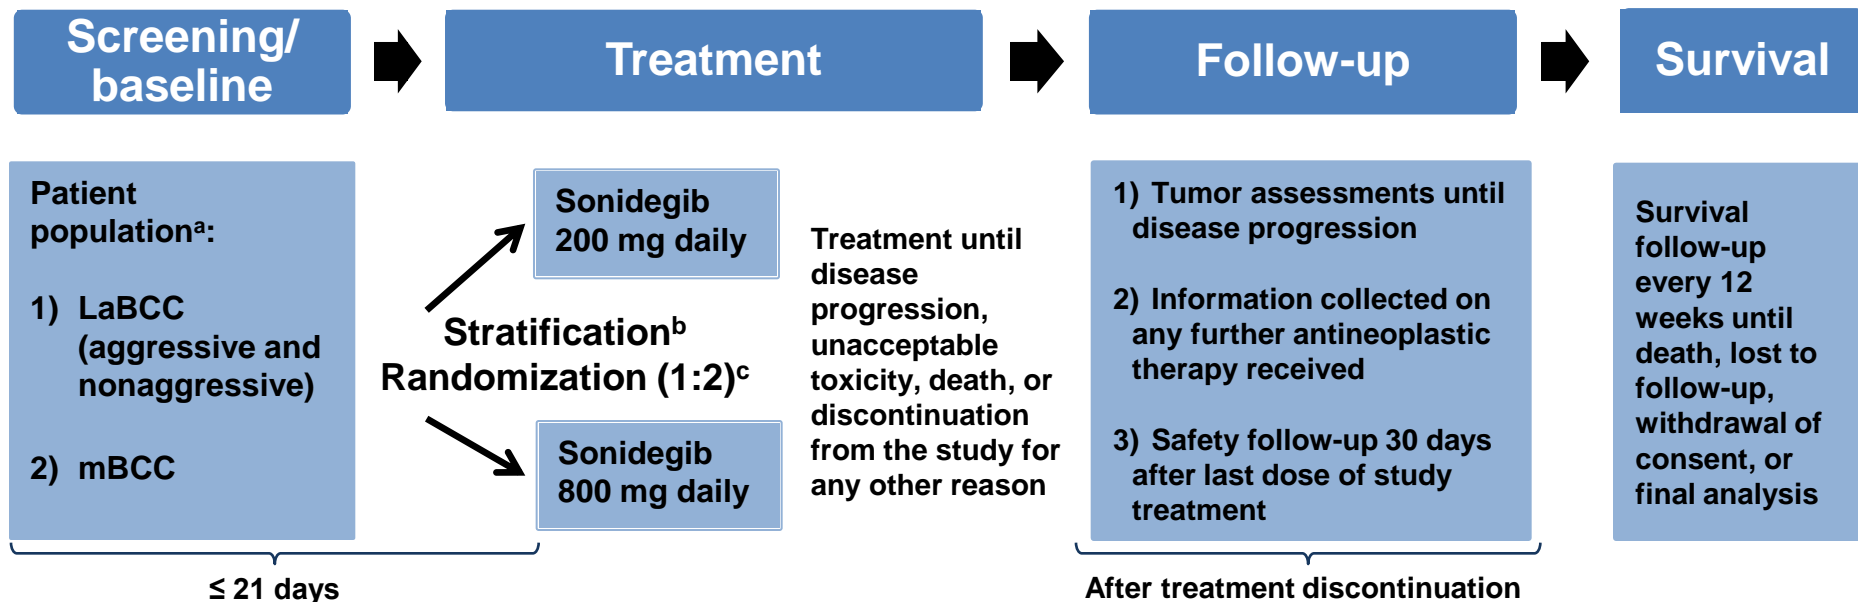 Screening/
baseline
Treatment
Follow-up
Survival
Patient
populationᵃ:
1) LaBCC
(aggressive and
nonaggressive)
2) mBCC
≤ 21 days
Stratificationᵇ
Randomization (1:2)ᶜ
Sonidegib
200 mg daily
Sonidegib
800 mg daily
Treatment until
disease
progression,
unacceptable
toxicity, death, or
discontinuation
from the study for
any other reason
1) Tumor assessments until
disease progression
2) Information collected on
any further antineoplastic
therapy received
3) Safety follow-up 30 days
after last dose of study
treatment
After treatment discontinuation
Survival
follow-up
every 12
weeks until
death, lost to
follow-up,
withdrawal of
consent, or
final analysis